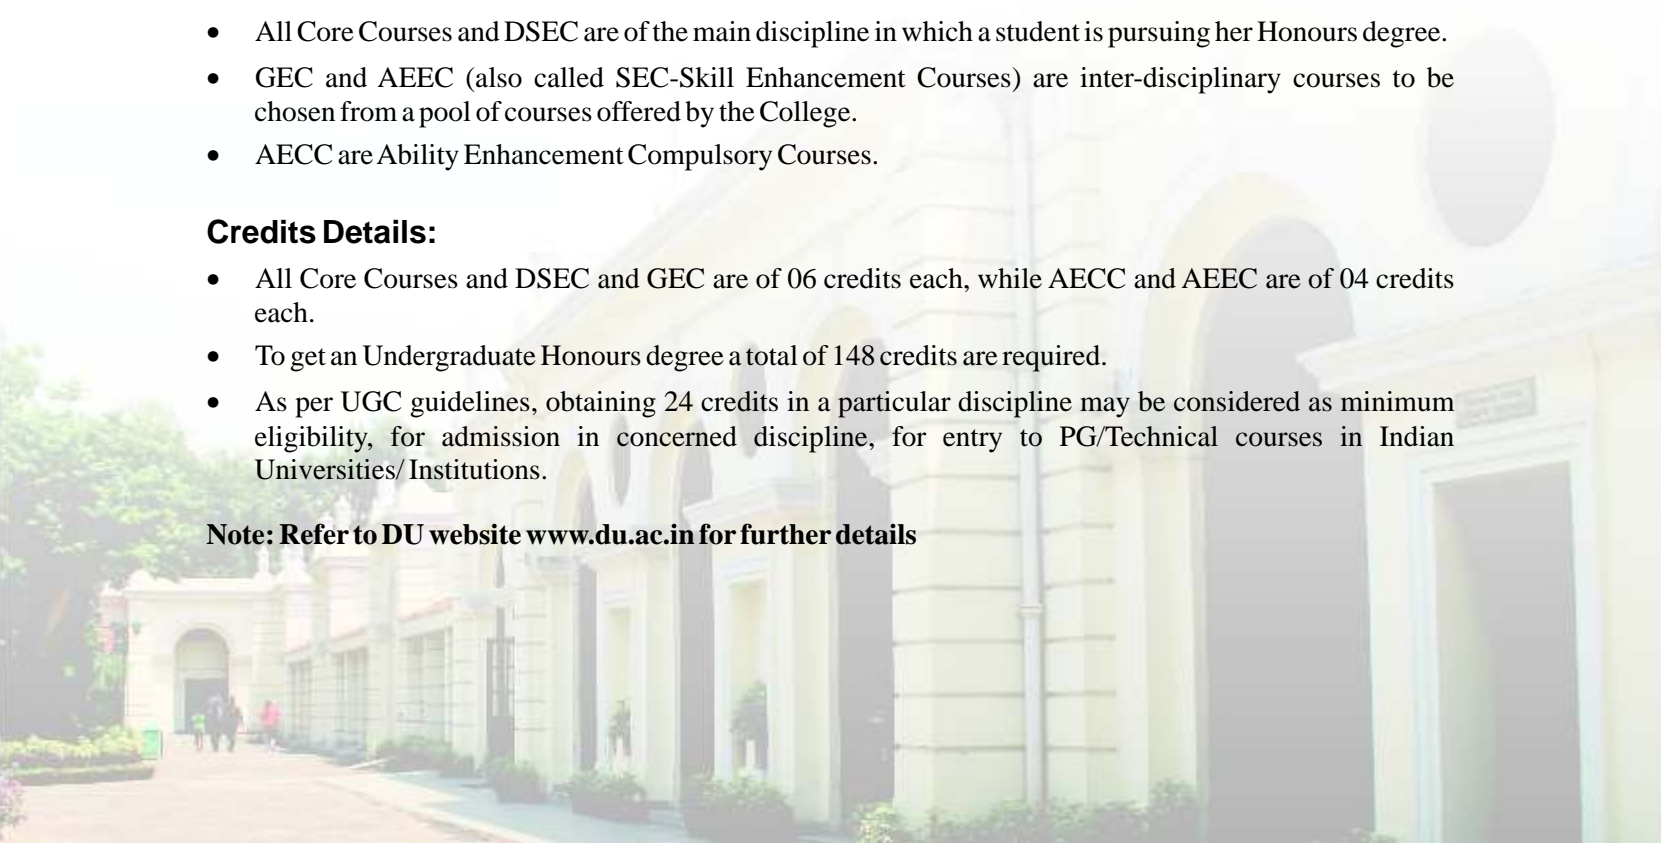 • All Core Courses and DSEC are of the main discipline in which a student is pursuing her Honours degree.
• GEC and AEEC (also called SEC-Skill Enhancement Courses) are inter-disciplinary courses to be
chosen from a pool of courses offered by the College.
• AECC are Ability Enhancement Compulsory Courses.
Credits Details:
• All Core Courses and DSEC and GEC are of 06 credits each, while AECC and AEEC are of 04 credits
each.
• To get an Undergraduate Honours degree a total of 148 credits are required.
• As per UGC guidelines, obtaining 24 credits in a particular discipline may be considered as minimum
eligibility, for admission in concerned discipline, for entry to PG/Technical courses in Indian
Universities/ Institutions.
Note: Refer to DU website www.du.ac.in for further details